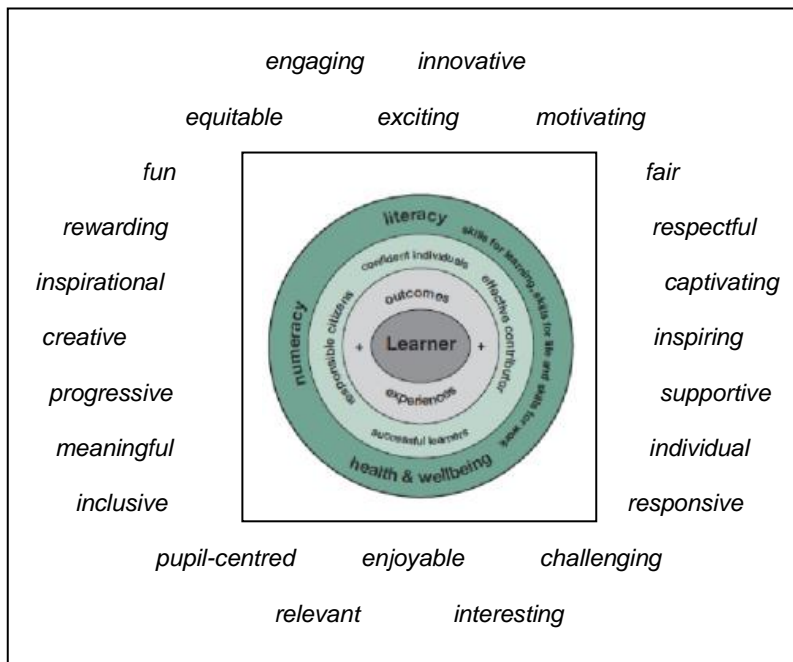 engaging innovative
equitable exciting motivating
fun fair
rewarding respectful
inspirational captivating
creative inspiring
progressive supportive
meaningful individual
inclusive responsive
pupil-centred enjoyable challenging
relevant interesting
literacy
skills for learning, skills for life and skills for work
numeracy
health & wellbeing
confident individuals
effective contributor
responsible citizens
successful learners
outcomes
+ Learner +
experiences